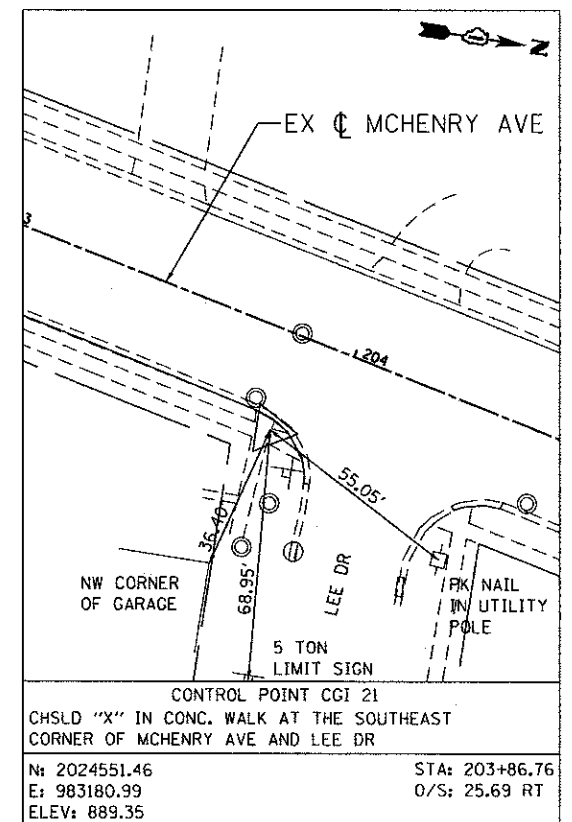 N
EX ℄ MCHENRY AVE
3
204
55.05'
36.40'
68.95'
LEE DR
NW CORNER
OF GARAGE
PK NAIL
IN UTILITY
POLE
5 TON
LIMIT SIGN
CONTROL POINT CGI 21
CHSLD "X" IN CONC. WALK AT THE SOUTHEAST
CORNER OF MCHENRY AVE AND LEE DR
N: 2024551.46
E: 983180.99
ELEV: 889.35
STA: 203+86.76
O/S: 25.69 RT